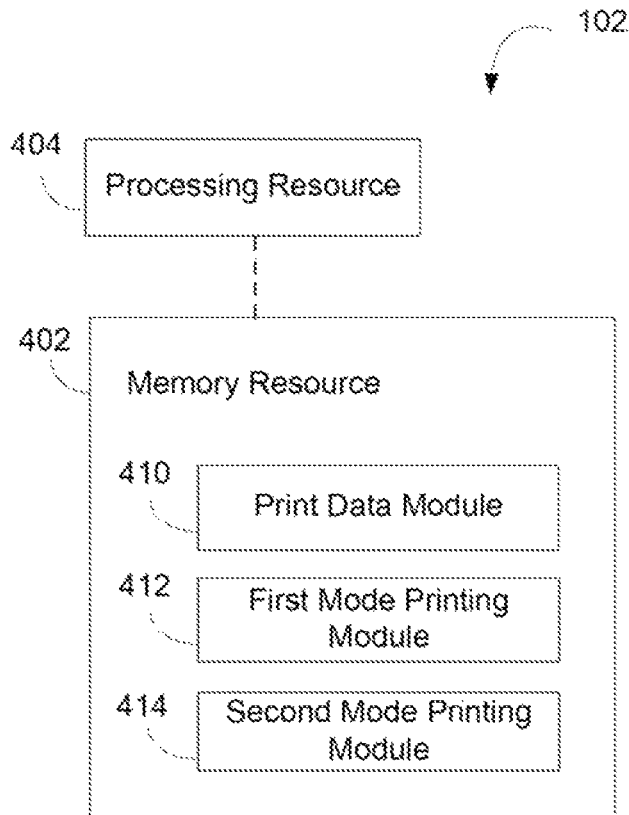 102
404
Processing Resource
402
Memory Resource
410
Print Data Module
412
First Mode Printing
Module
414
Second Mode Printing
Module